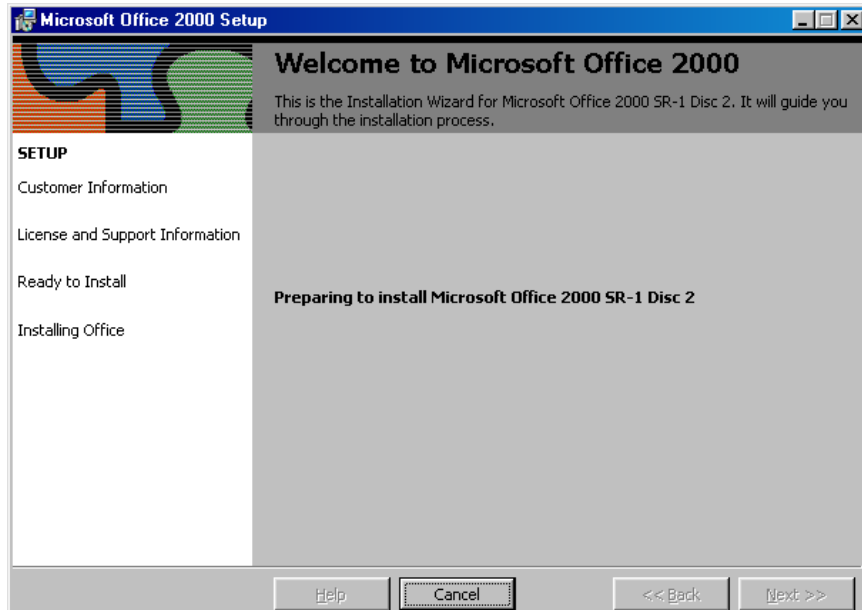 Microsoft Office 2000 Setup
Welcome to Microsoft Office 2000
This is the Installation Wizard for Microsoft Office 2000 SR-1 Disc 2. It will guide you
through the installation process.
SETUP
Customer Information
License and Support Information
Ready to Install
Preparing to install Microsoft Office 2000 SR-1 Disc 2
Installing Office
Help
Cancel
<< Back
Next >>